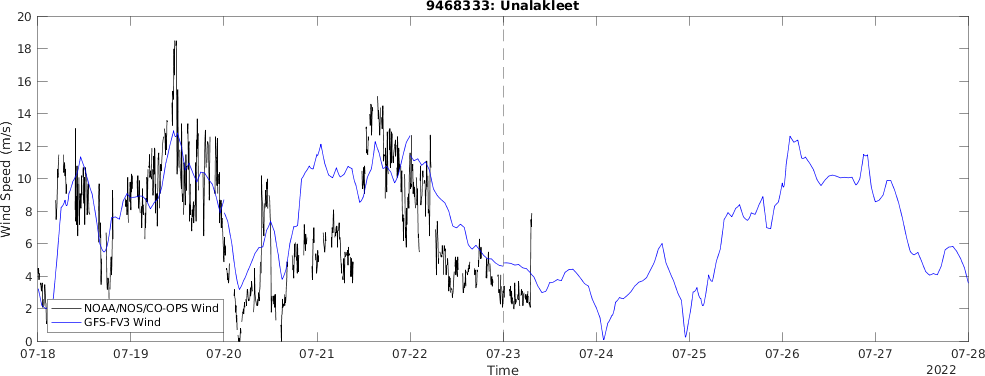 9468333: Unalakleet
20
18
16
14
12
10
8
6
4
2
0
Wind Speed (m/s)
NOAA/NOS/CO-OPS Wind
GFS-FV3 Wind
07-18 07-19 07-20 07-21 07-22 07-23 07-24 07-25 07-26 07-27 07-28
Time
2022